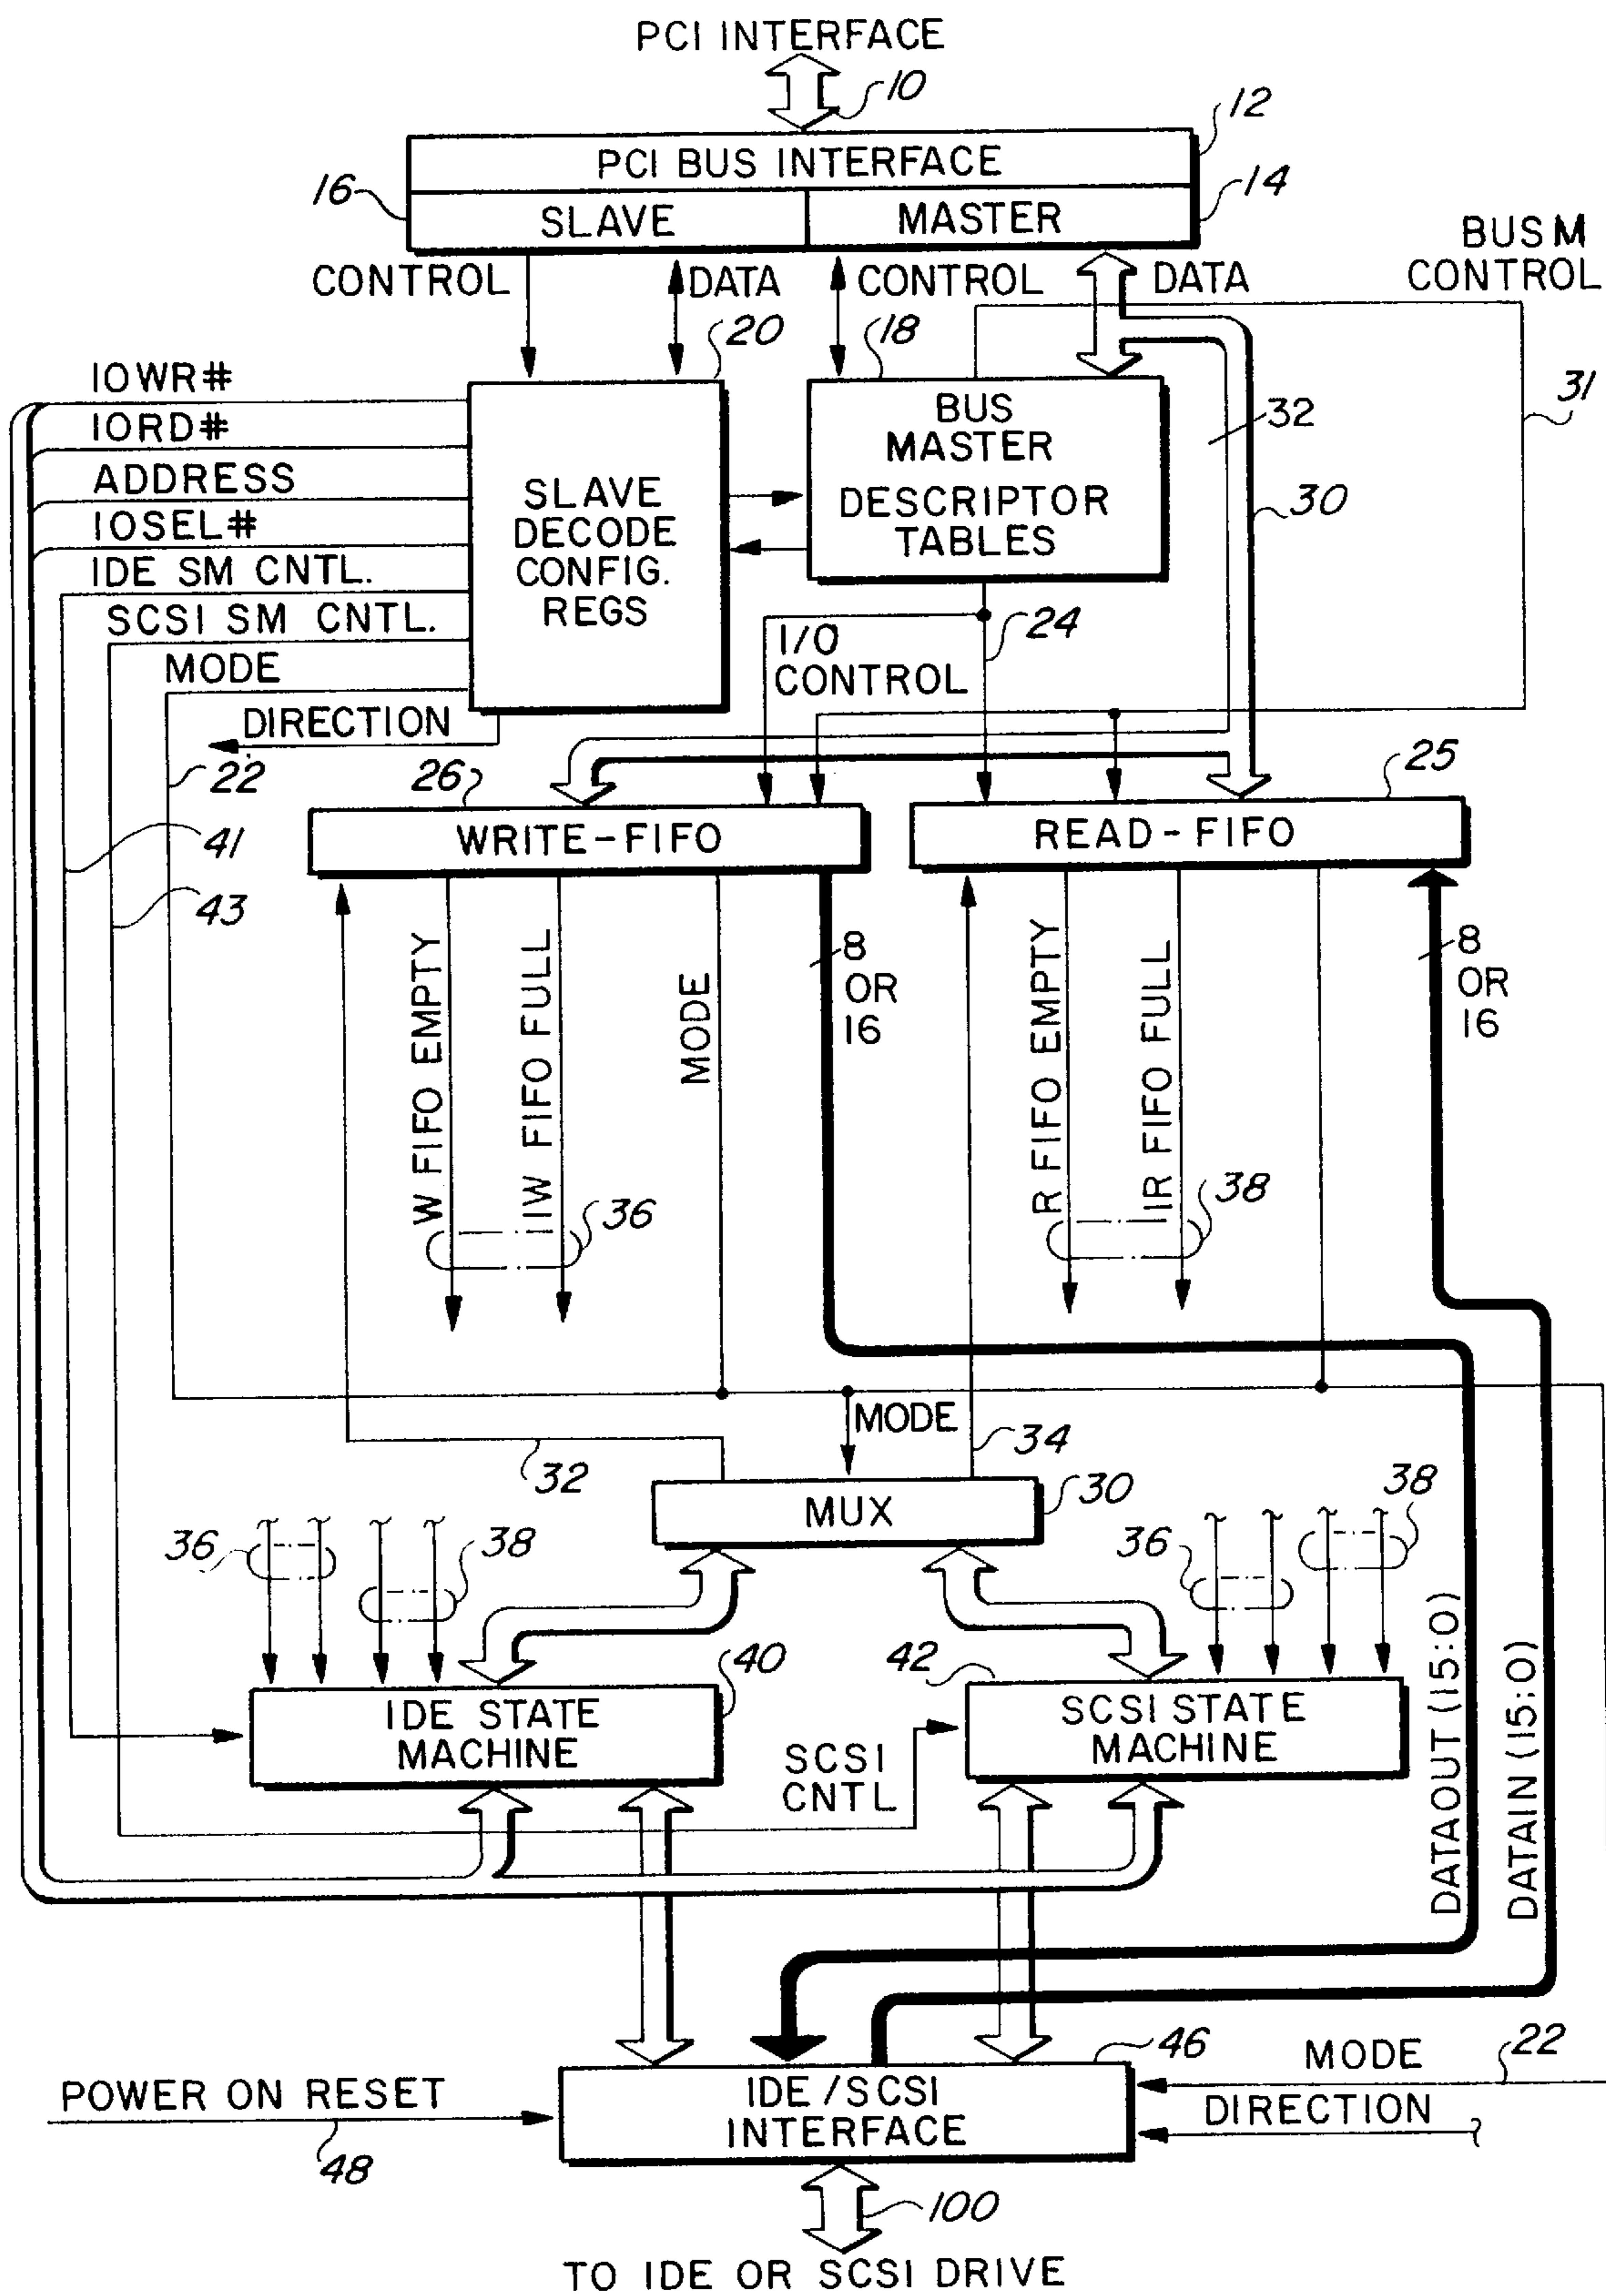 PCI INTERFACE
10
12
PCI BUS INTERFACE
16
14
SLAVE
MASTER
BUS M
CONTROL
CONTROL
DATA
CONTROL
DATA
20
18
31
IOWR#
IORD#
ADDRESS
IOSEL#
IDE SM CNTL.
SCSI SM CNTL.
MODE
DIRECTION
22
SLAVE
DECODE
CONFIG.
REGS
BUS
MASTER
DESCRIPTOR
TABLES
32
30
I/O
CONTROL
24
26
25
WRITE-FIFO
READ-FIFO
41
43
W FIFO EMPTY
IW FIFO FULL
MODE
8
OR
16
R FIFO EMPTY
IR FIFO FULL
8
OR
16
36
38
MODE
32
34
MUX
30
36
38
36
38
40
42
IDE STATE
MACHINE
SCSI STATE
MACHINE
SCSI
CNTL
DATAOUT (15:0)
DATAIN (15:0)
46
MODE
22
POWER ON RESET
48
IDE/SCSI
INTERFACE
DIRECTION
100
TO IDE OR SCSI DRIVE